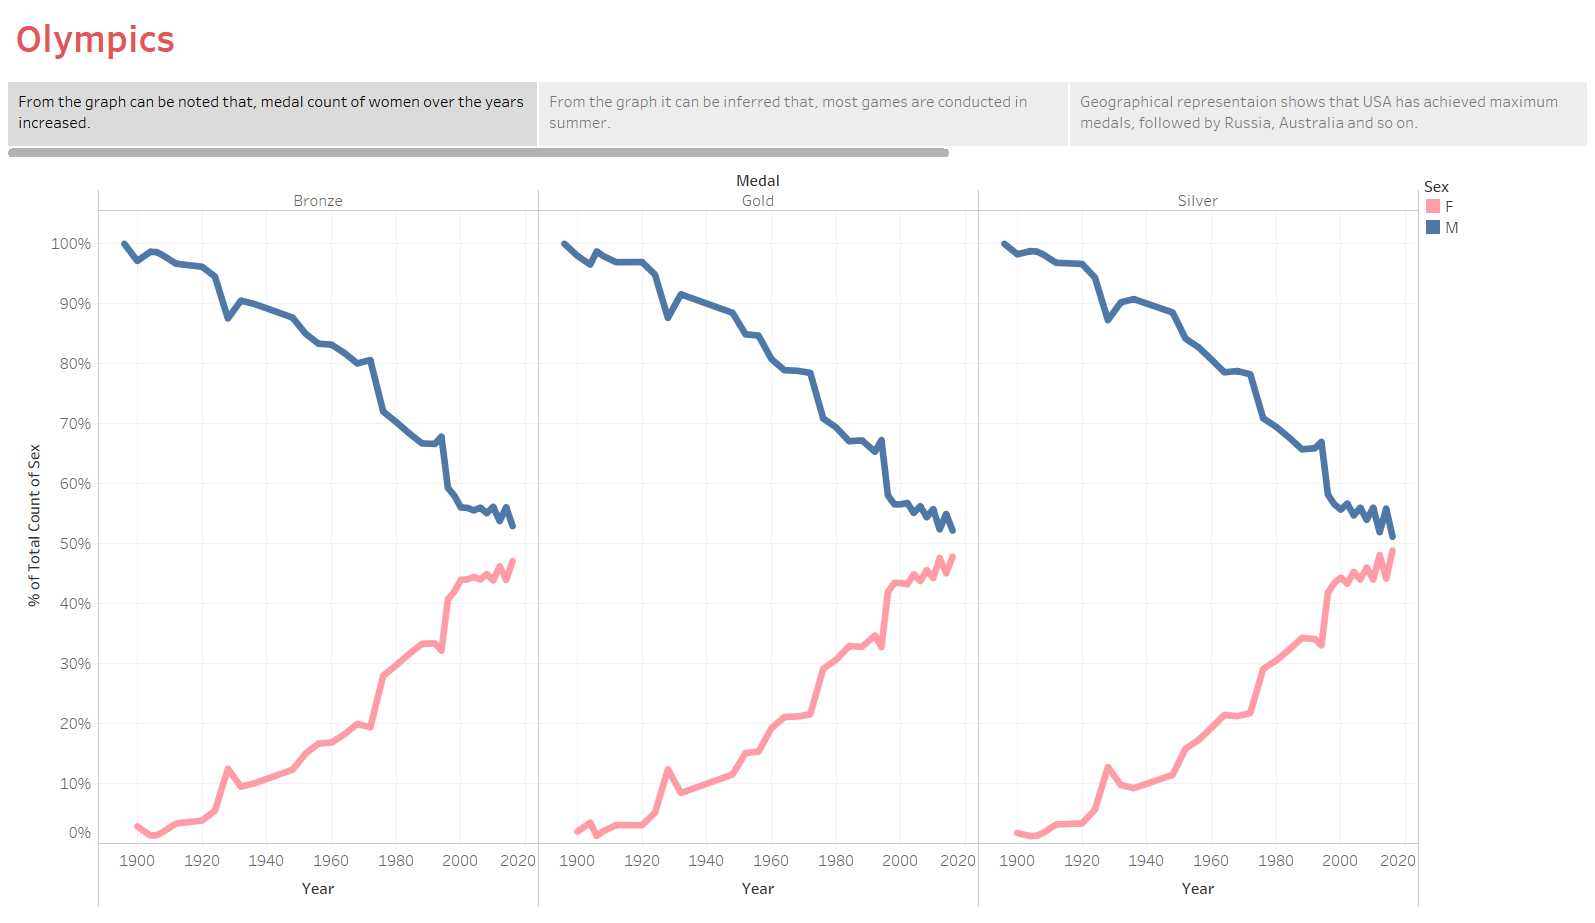 Olympics
From the graph can be noted that, medal count of women over the years
increased.
From the graph it can be inferred that, most games are conducted in
summer.
Geographical representaion shows that USA has achieved maximum
medals, followed by Russia, Australia and so on.
Medal
Bronze
Gold
Silver
Sex
F
M
% of Total Count of Sex
100%
90%
80%
70%
60%
50%
40%
30%
20%
10%
0%
1900 1920 1940 1960 1980 2000 2020
1900 1920 1940 1960 1980 2000 2020
1900 1920 1940 1960 1980 2000 2020
Year
Year
Year